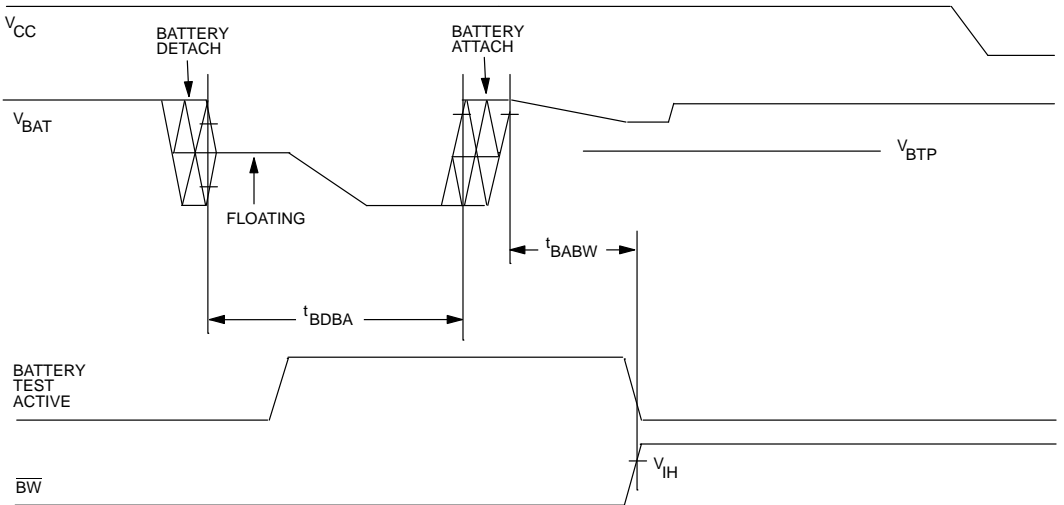 VCC
BATTERY
DETACH
BATTERY
ATTACH
VBAT
VBTP
FLOATING
tBABW
tBDBA
BATTERY
TEST
ACTIVE
VIH
BW